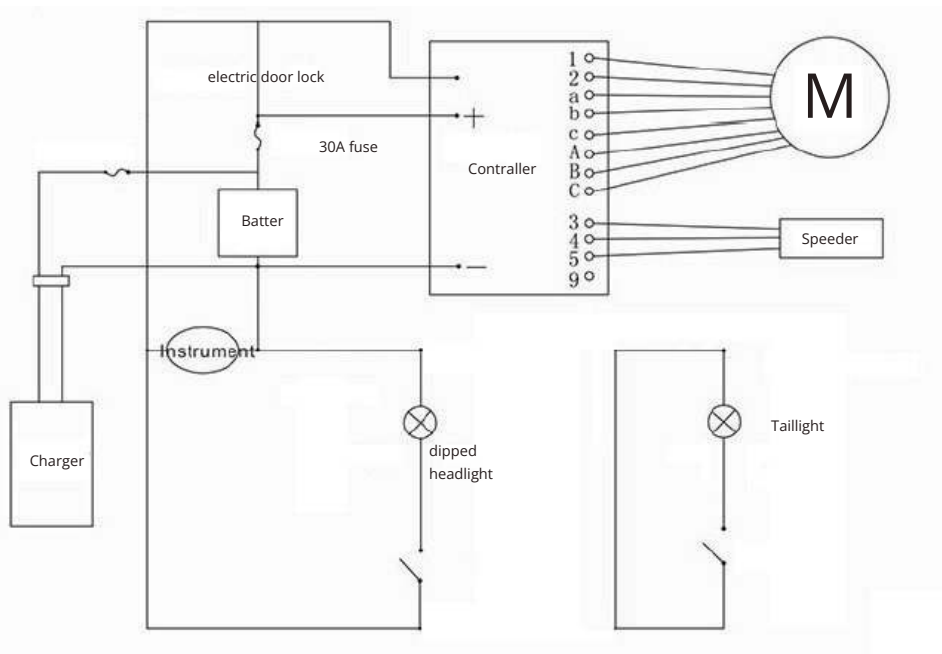 electric door lock
30A fuse
Batter
Contraller
+
—
1
2
a
b
c
A
B
C
3
4
5
9
M
Speeder
Instrument
Charger
dipped
headlight
Taillight